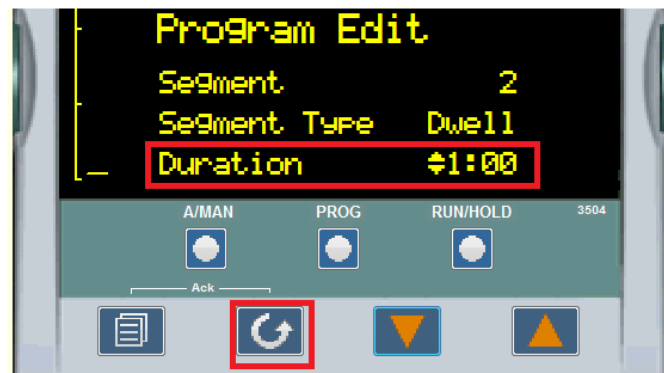 Program Edit
Segment 2
Segment Type Dwell
Duration 1:00
A/MAN PROG RUN/HOLD 3504
Ack